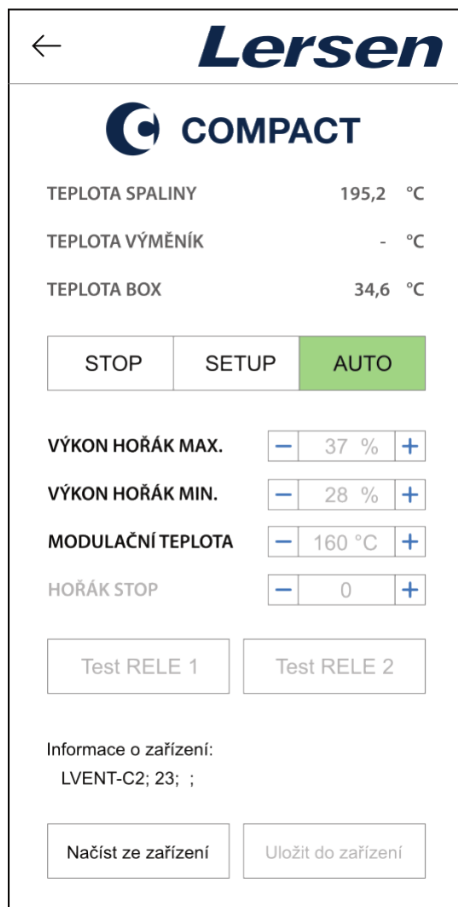 Lersen
COMPACT
TEPLOTA SPALINY 195,2 °C
TEPLOTA VÝMĚNÍK - °C
TEPLOTA BOX 34,6 °C
STOP SETUP AUTO
VÝKON HOŘÁK MAX. − 37 % +
VÝKON HOŘÁK MIN. − 28 % +
MODULAČNÍ TEPLOTA − 160 °C +
HOŘÁK STOP − 0 +
Test RELE 1 Test RELE 2
Informace o zařízení:
LVENT-C2; 23; ;
Načíst ze zařízení Uložit do zařízení